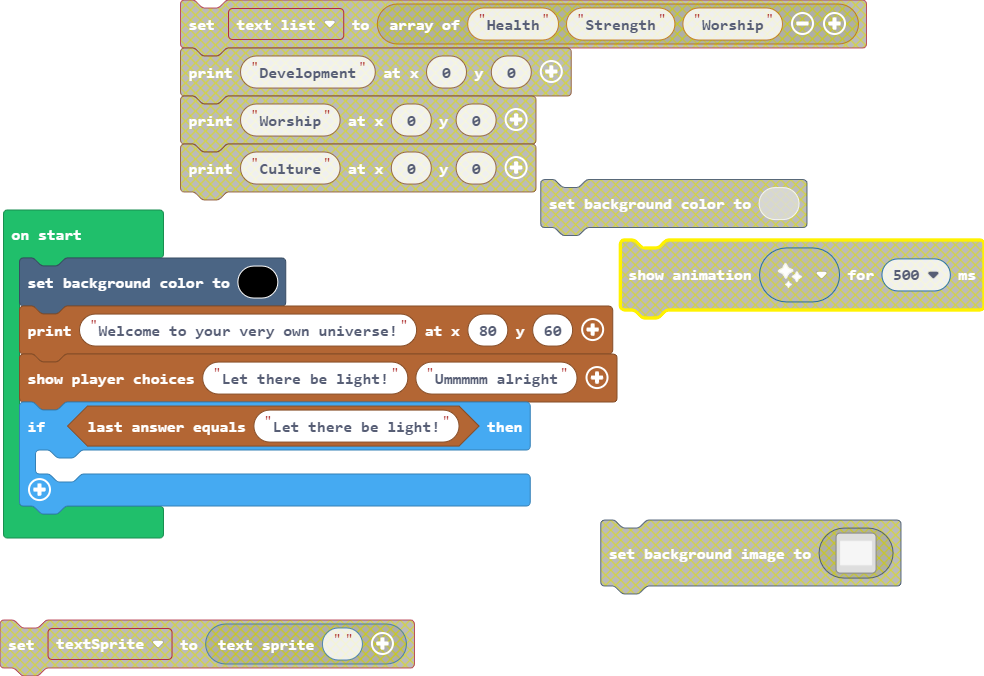 set text list to array of "Health" "Strength" "Worship"
print "Development" at x 0 y 0
print "Worship" at x 0 y 0
print "Culture" at x 0 y 0
set background color to
on start
show animation for 500 ms
set background color to
print "Welcome to your very own universe!" at x 80 y 60
show player choices "Let there be light!" "Ummmmm alright"
if last answer equals "Let there be light!" then
set background image to
set textSprite to text sprite " "